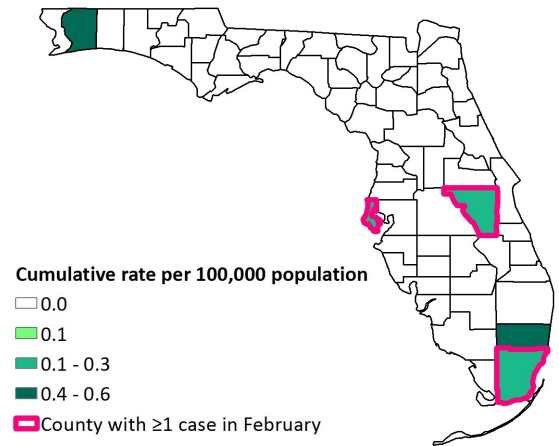 Cumulative rate per 100,000 population
0.0
0.1
0.1 - 0.3
0.4 - 0.6
County with ≥1 case in February